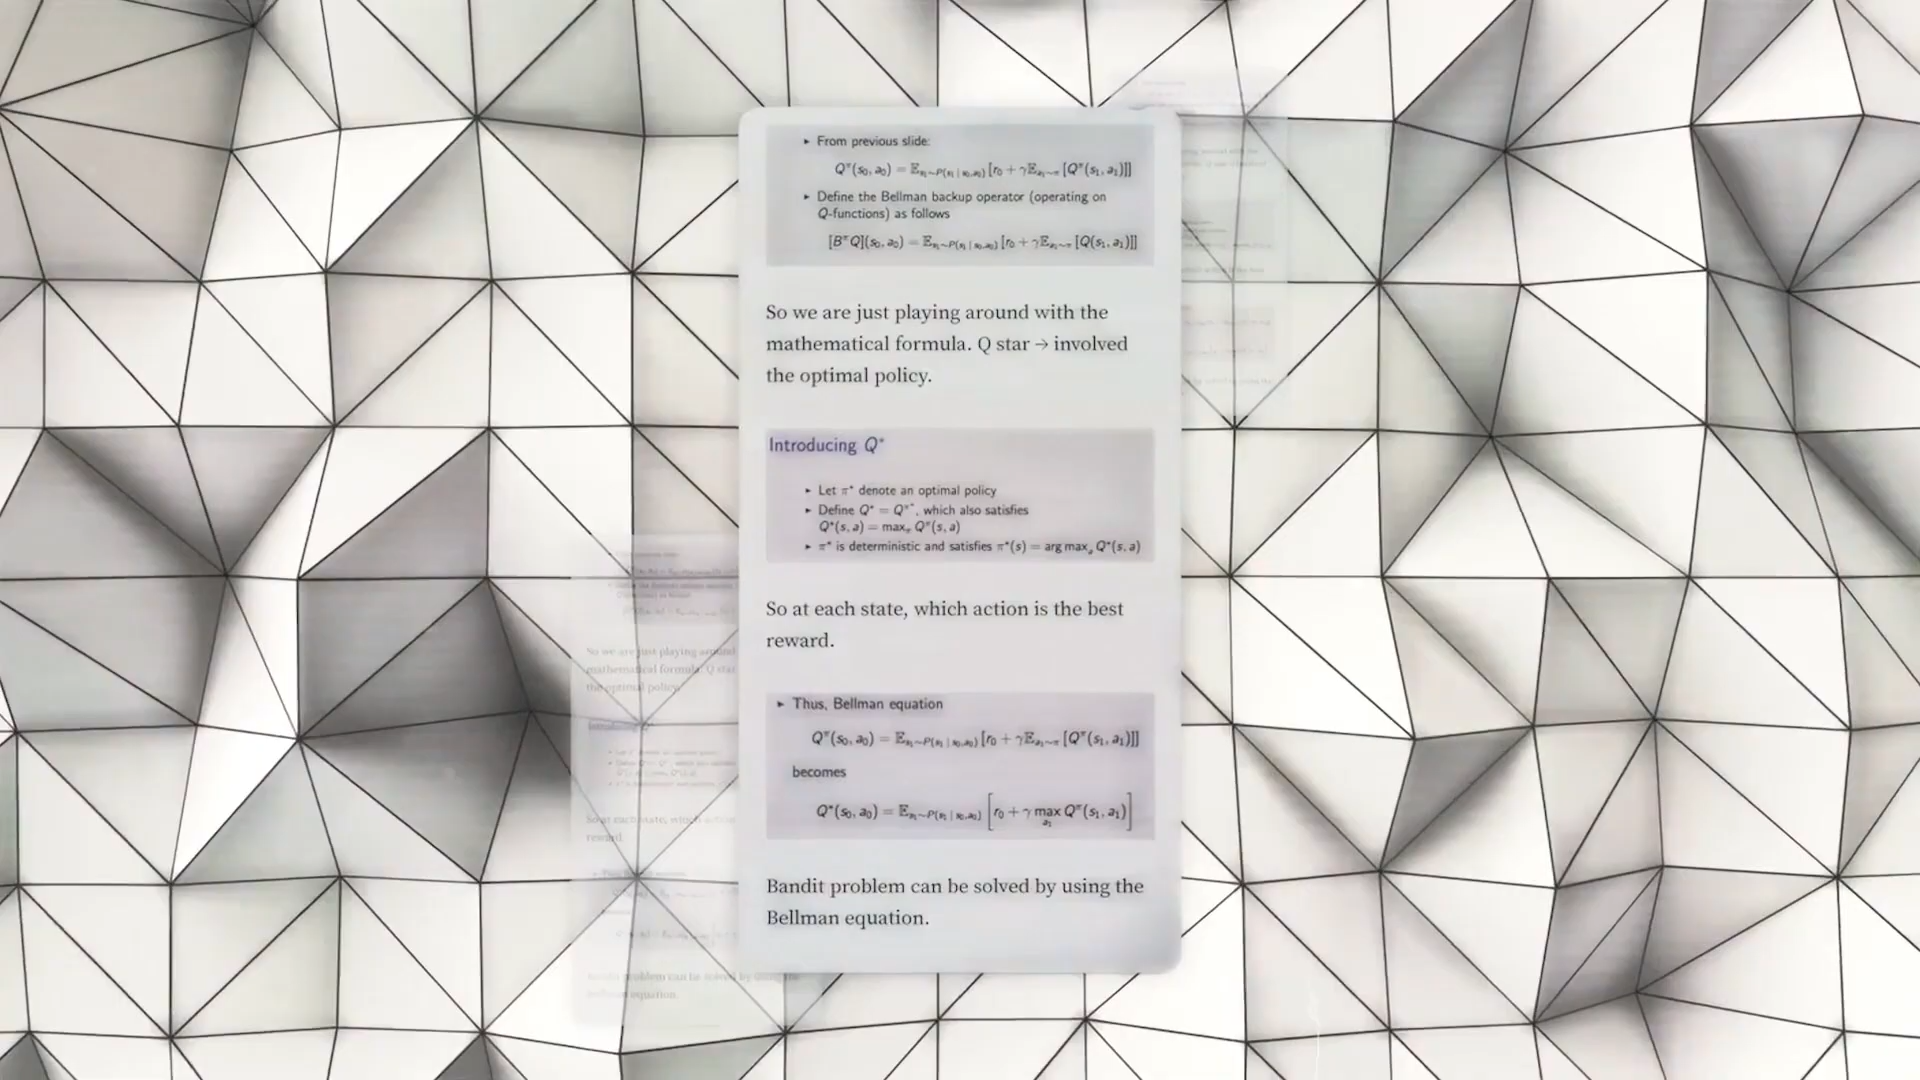 ▸ From previous slide:
Q^π(s₀, a₀) = 𝔼_{s₁∼P(s₁ | s₀,a₀)} [r₀ + γ𝔼_{a₁∼π} [Q^π(s₁, a₁)]]
▸ Define the Bellman backup operator (operating on
Q-functions) as follows
[B^πQ](s₀, a₀) = 𝔼_{s₁∼P(s₁ | s₀,a₀)} [r₀ + γ𝔼_{a₁∼π} [Q(s₁, a₁)]]
So we are just playing around with the
mathematical formula. Q star → involved
the optimal policy.
Introducing Q*
▸ Let π* denote an optimal policy
▸ Define Q* = Q^{π*}, which also satisfies
Q*(s, a) = max_π Q^π(s, a)
▸ π* is deterministic and satisfies π*(s) = arg max_a Q*(s, a)
So at each state, which action is the best
reward.
▸ Thus, Bellman equation
Q^π(s₀, a₀) = 𝔼_{s₁∼P(s₁ | s₀,a₀)} [r₀ + γ𝔼_{a₁∼π} [Q^π(s₁, a₁)]]
becomes
Q*(s₀, a₀) = 𝔼_{s₁∼P(s₁ | s₀,a₀)} [r₀ + γ max_{a₁} Q^π(s₁, a₁)]
Bandit problem can be solved by using the
Bellman equation.